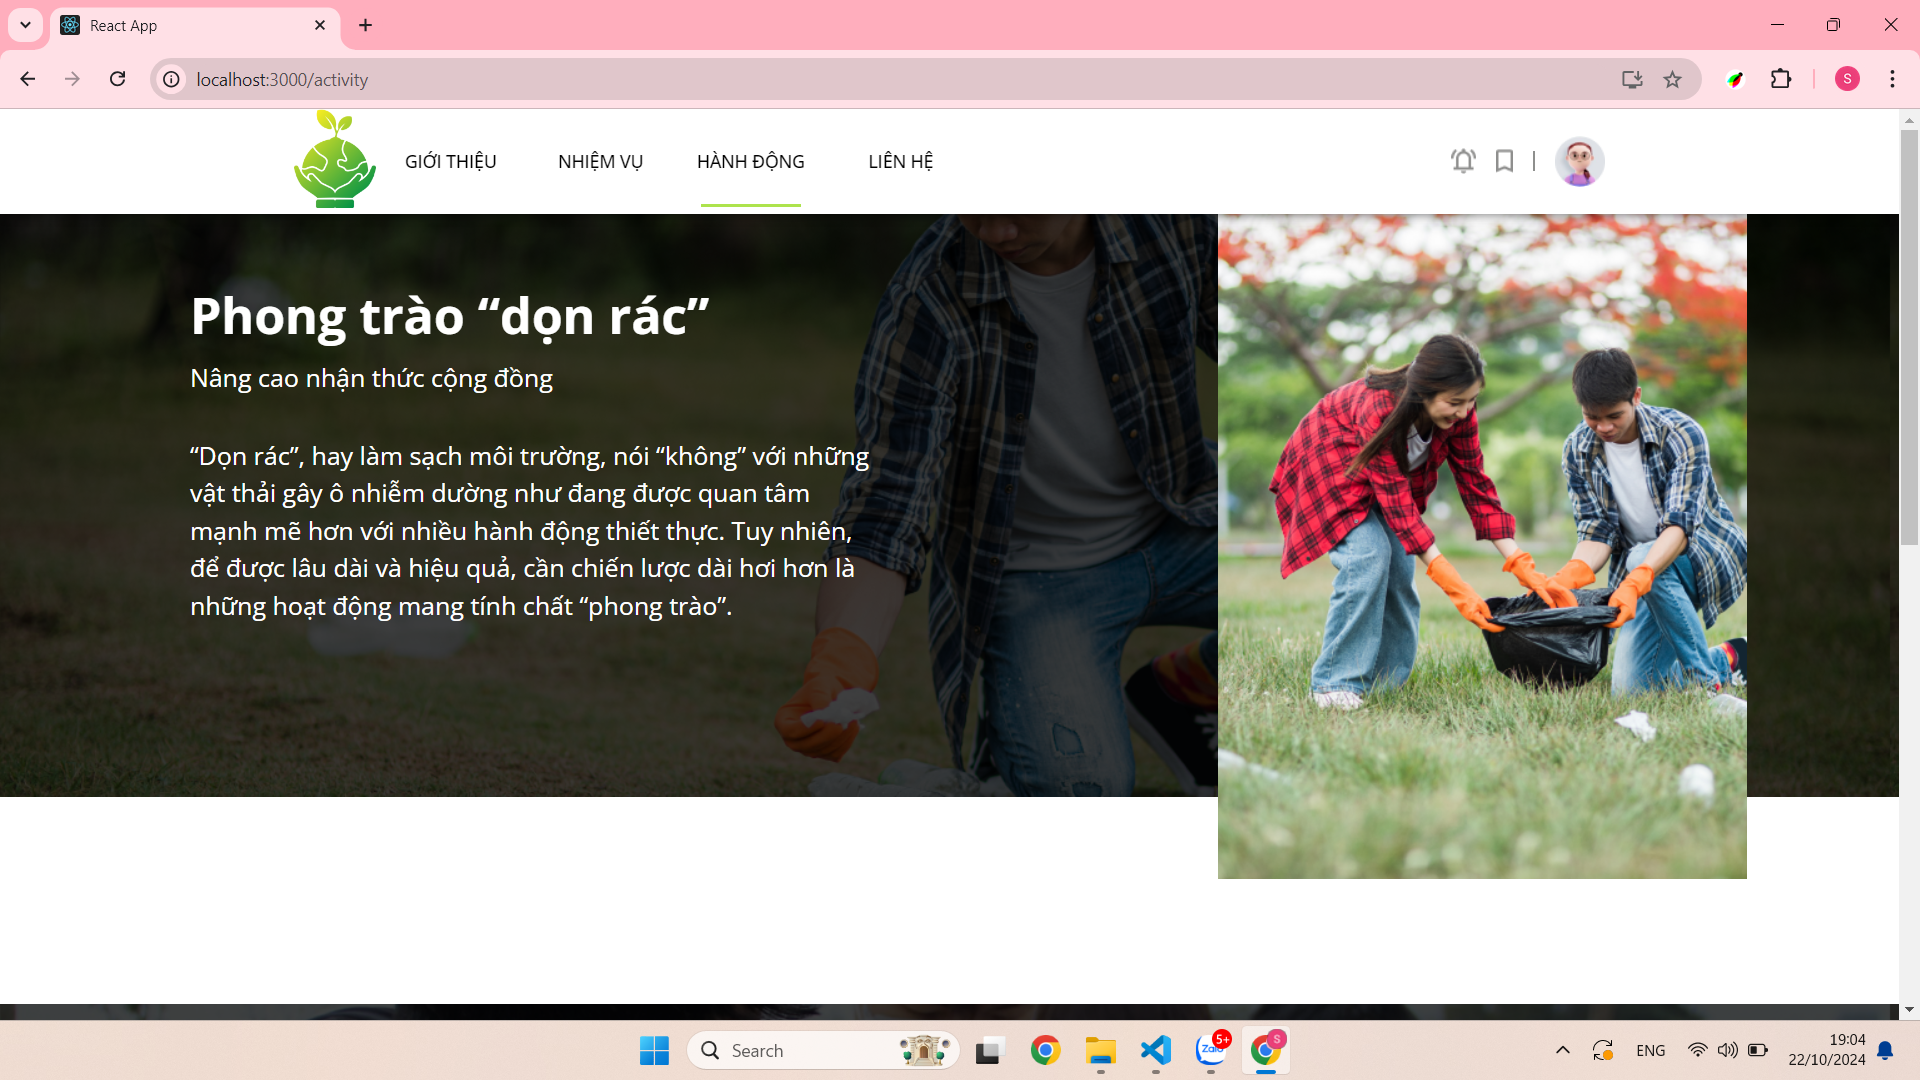 React App
localhost:3000/activity
S
GIỚI THIỆU
NHIỆM VỤ
HÀNH ĐỘNG
LIÊN HỆ
Phong trào “dọn rác”
Nâng cao nhận thức cộng đồng
“Dọn rác”, hay làm sạch môi trường, nói “không” với những
vật thải gây ô nhiễm dường như đang được quan tâm
mạnh mẽ hơn với nhiều hành động thiết thực. Tuy nhiên,
để được lâu dài và hiệu quả, cần chiến lược dài hơi hơn là
những hoạt động mang tính chất “phong trào”.
Search
Zalo
5+
S
ENG
19:04
22/10/2024